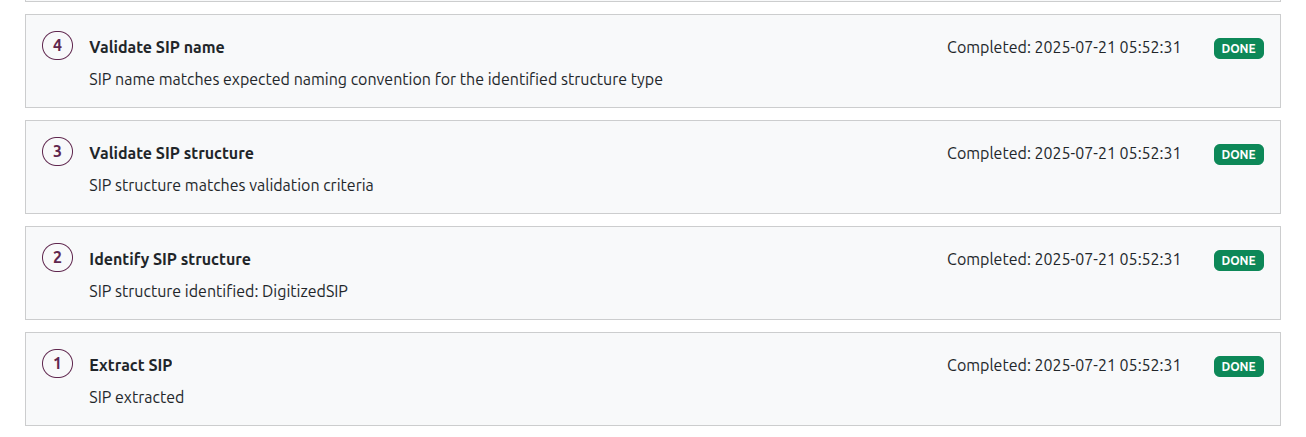 4 Validate SIP name Completed: 2025-07-21 05:52:31 DONE
SIP name matches expected naming convention for the identified structure type
3 Validate SIP structure Completed: 2025-07-21 05:52:31 DONE
SIP structure matches validation criteria
2 Identify SIP structure Completed: 2025-07-21 05:52:31 DONE
SIP structure identified: DigitizedSIP
1 Extract SIP Completed: 2025-07-21 05:52:31 DONE
SIP extracted